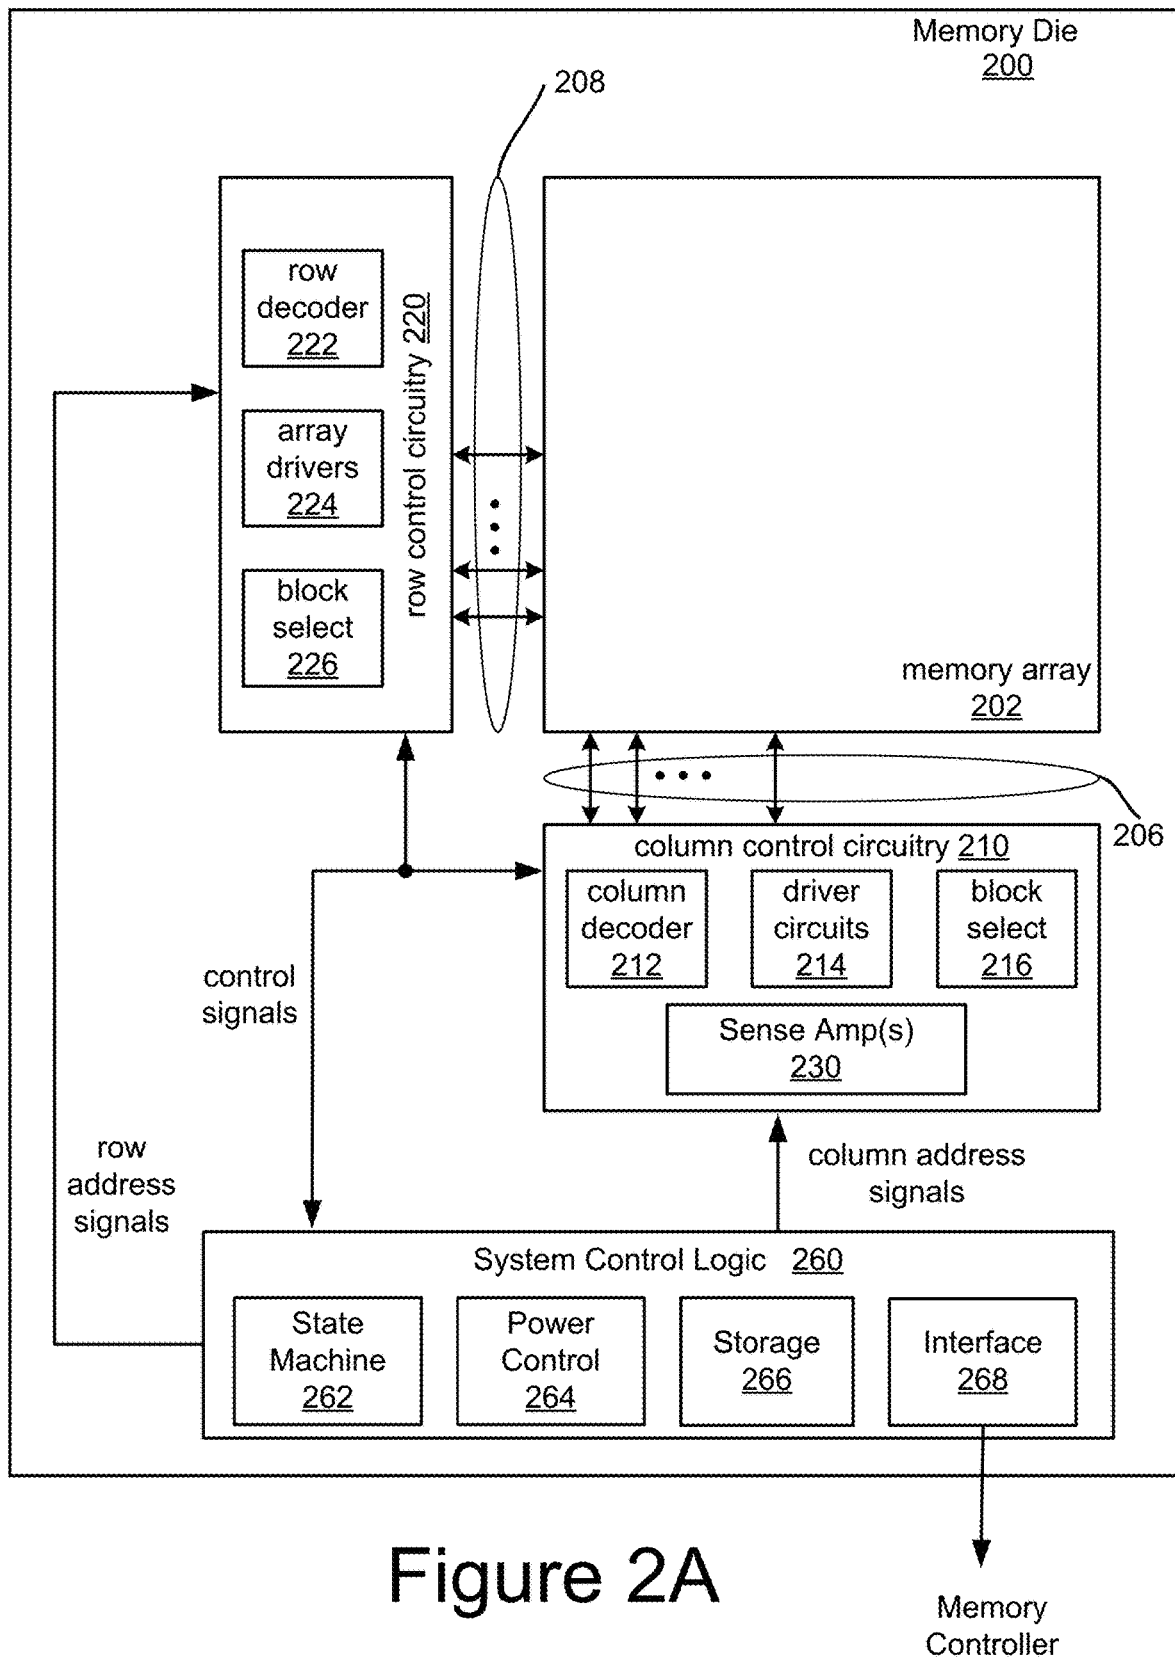 Memory Die
200
208
row
decoder
222
array
drivers
224
block
select
226
row control circuitry 220
memory array
202
206
column control circuitry 210
column
decoder
212
driver
circuits
214
block
select
216
Sense Amp(s)
230
control
signals
row
address
signals
column address
signals
System Control Logic 260
State
Machine
262
Power
Control
264
Storage
266
Interface
268
Figure 2A
Memory
Controller